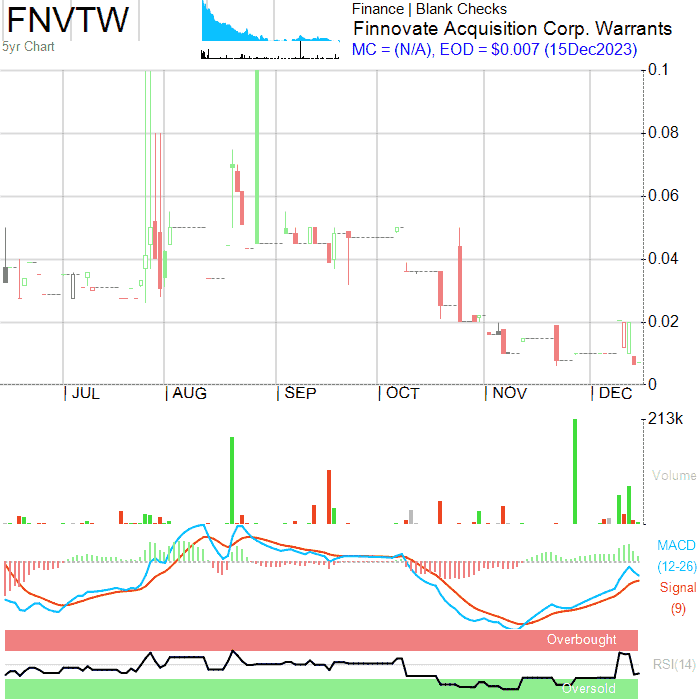 FNVTW
5yr Chart
Finance | Blank Checks
Finnovate Acquisition Corp. Warrants
MC = (N/A), EOD = $0.007 (15Dec2023)
0.1
0.08
0.06
0.04
0.02
0
| JUL | AUG | SEP | OCT | NOV | DEC
213k
Volume
MACD
(12-26)
Signal
(9)
Overbought
RSI(14)
Oversold